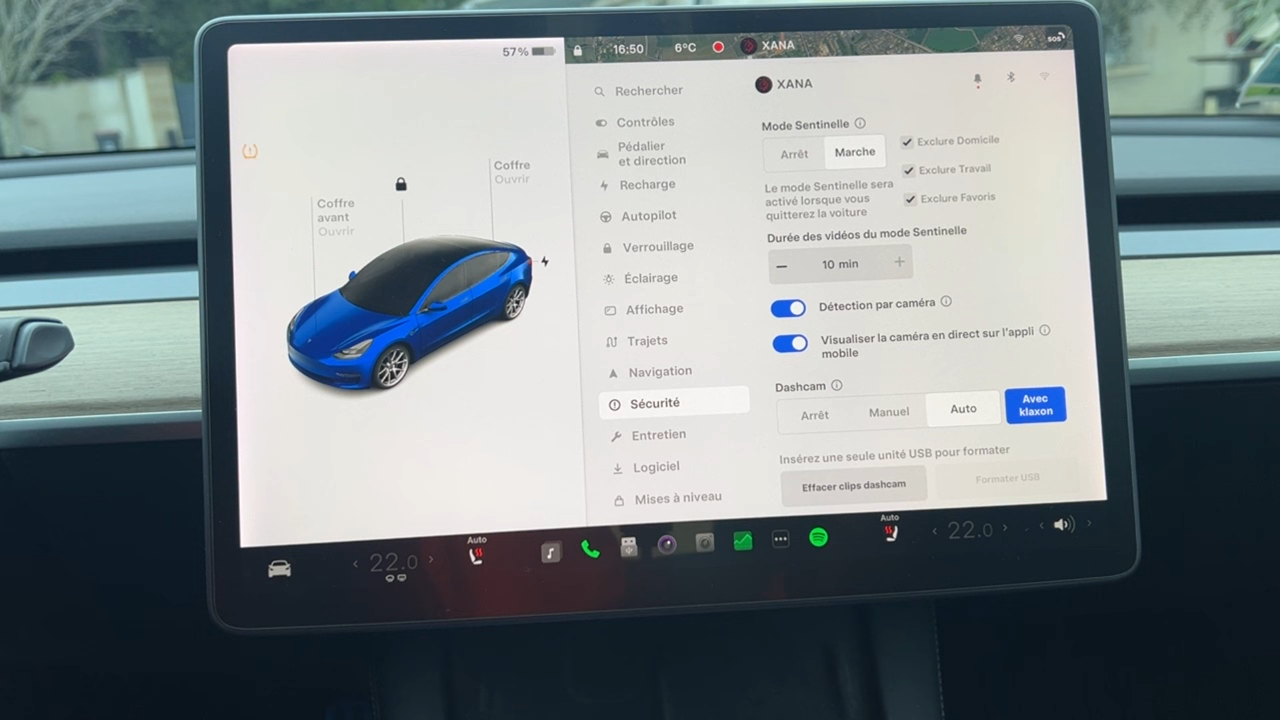 57%
16:50
6°C
XANA
SOS
Coffre
Ouvrir
Coffre
avant
Ouvrir
Rechercher
Contrôles
Pédalier
et direction
Recharge
Autopilot
Verrouillage
Éclairage
Affichage
Trajets
Navigation
Sécurité
Entretien
Logiciel
Mises à niveau
XANA
Mode Sentinelle
Arrêt
Marche
Exclure Domicile
Exclure Travail
Exclure Favoris
Le mode Sentinelle sera
activé lorsque vous
quitterez la voiture
Durée des vidéos du mode Sentinelle
− 10 min +
Détection par caméra
Visualiser la caméra en direct sur l'appli
mobile
Dashcam
Arrêt
Manuel
Auto
Avec
klaxon
Insérez une seule unité USB pour formater
Effacer clips dashcam
Formater USB
22.0
Auto
Auto
22.0